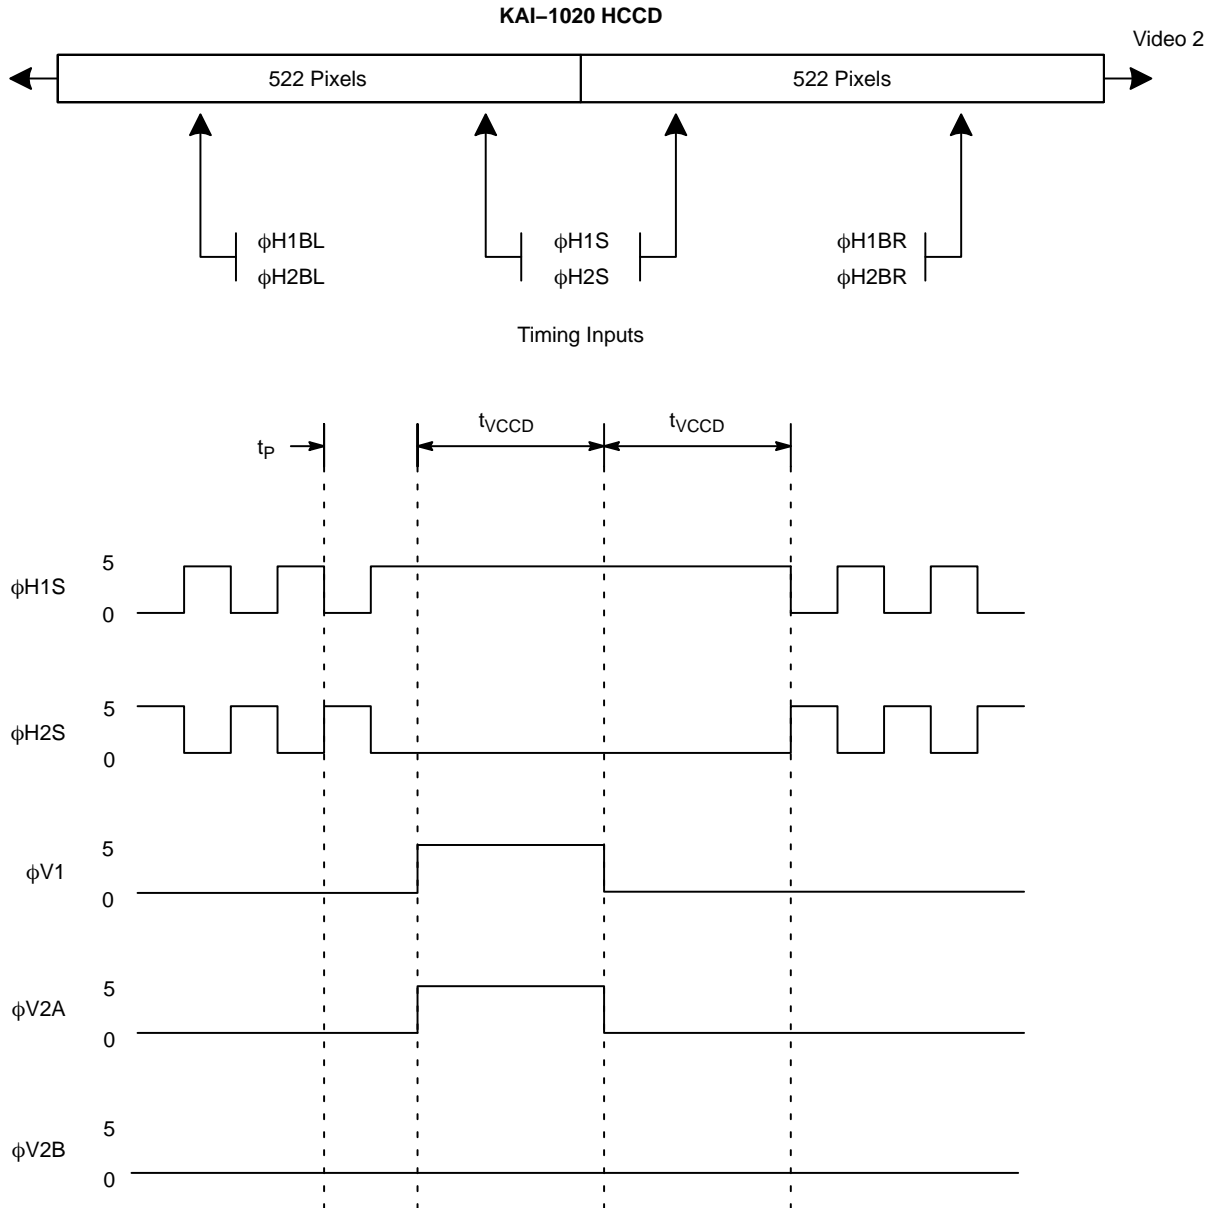 KAI–1020 HCCD
Video 2
522 Pixels 522 Pixels
ϕH1BL ϕH1S ϕH1BR
ϕH2BL ϕH2S ϕH2BR
Timing Inputs
tP tVCCD tVCCD
ϕH1S 5 0
ϕH2S 5 0
ϕV1 5 0
ϕV2A 5 0
ϕV2B 5 0